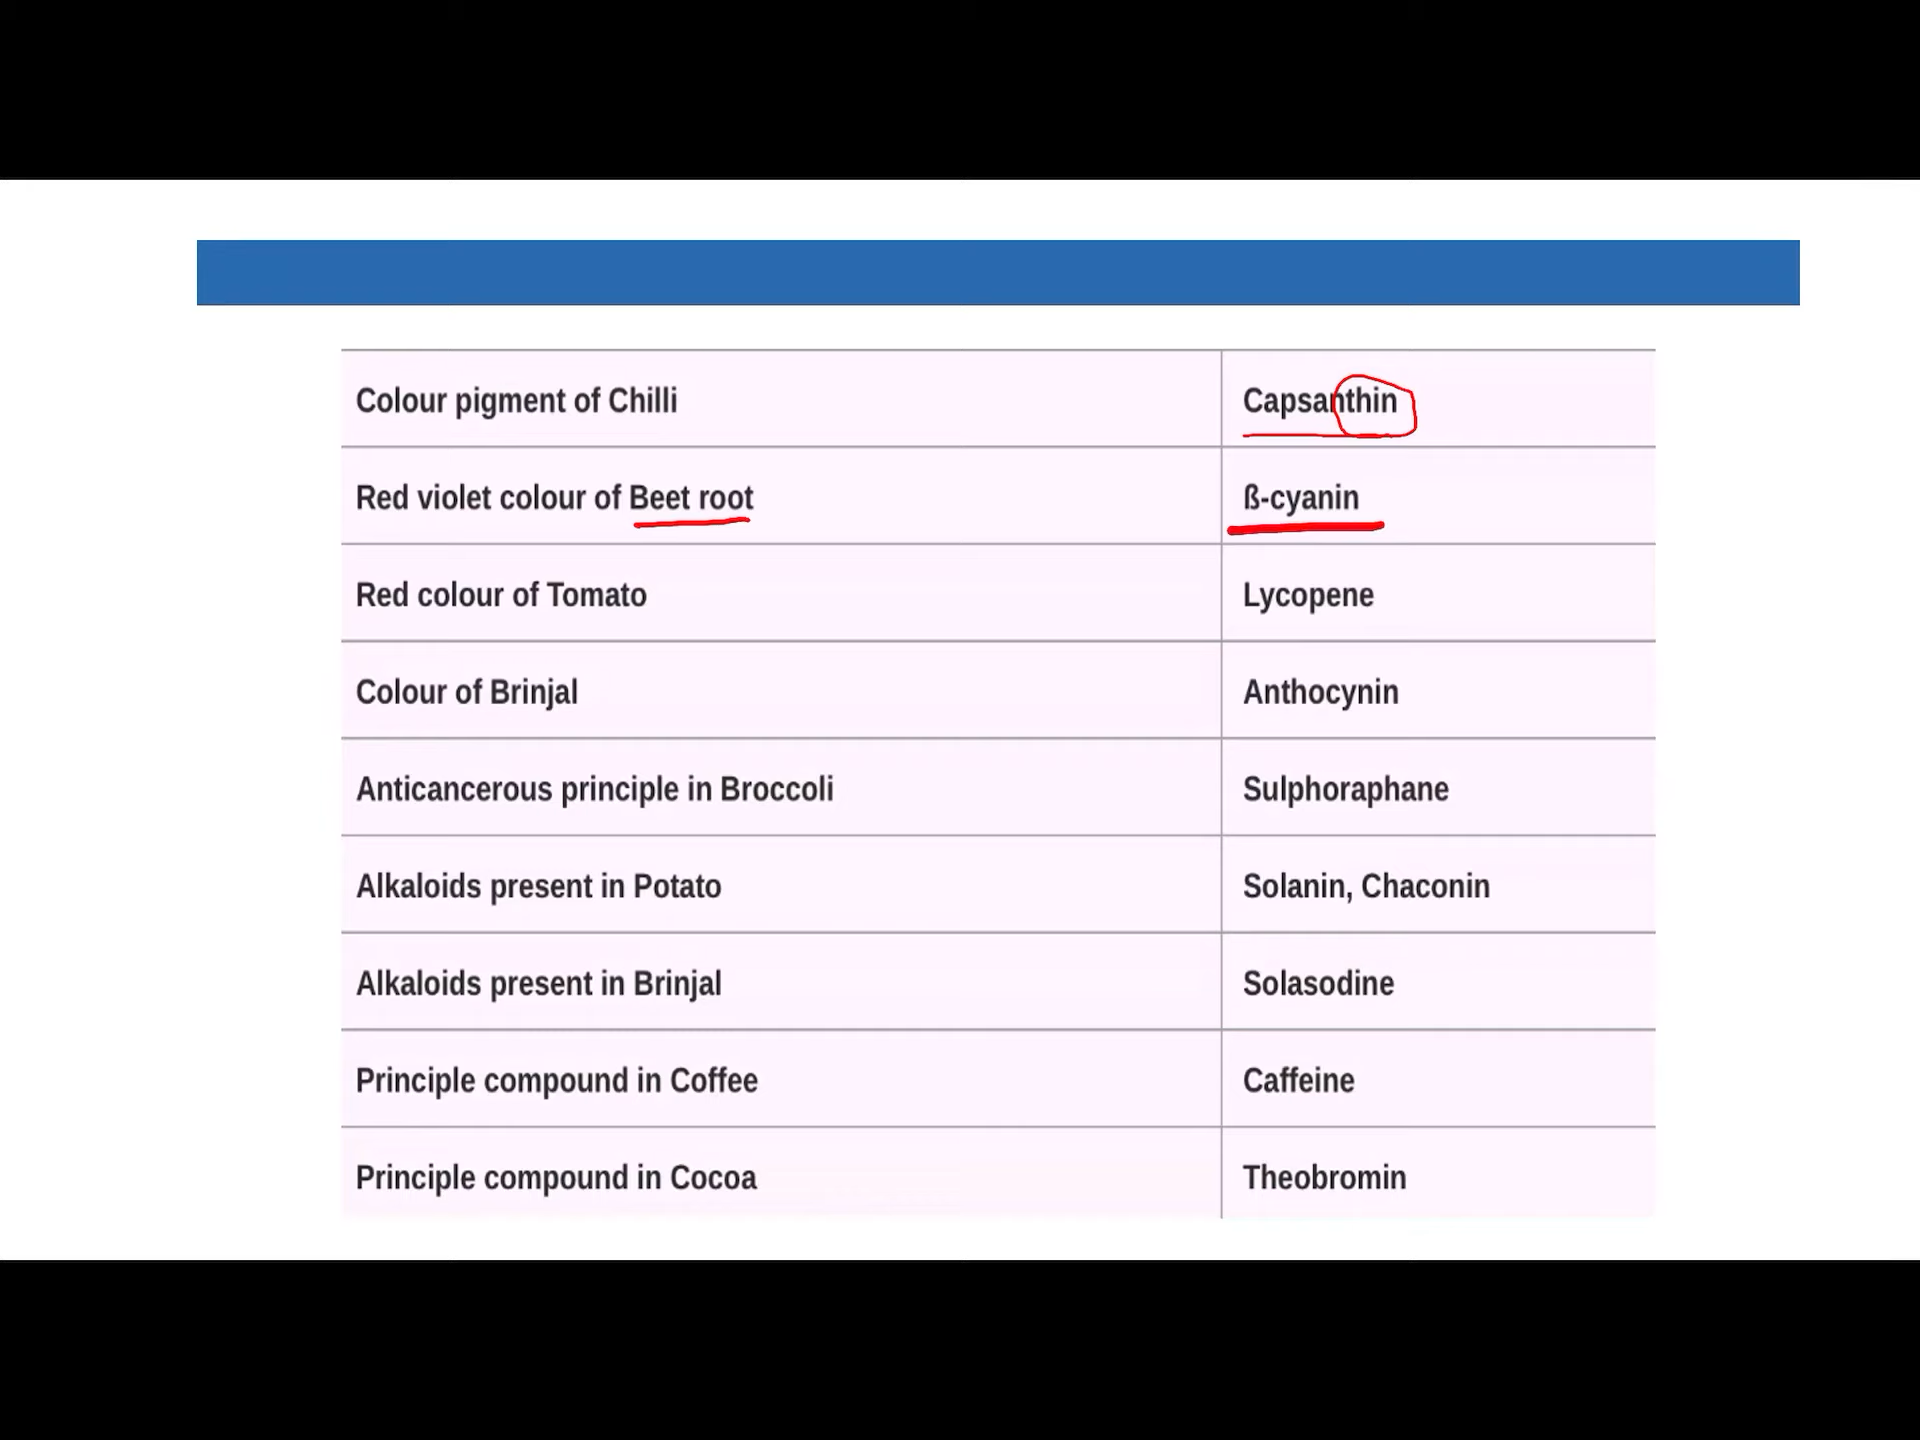 Colour pigment of Chilli Capsanthin
Red violet colour of Beet root ß-cyanin
Red colour of Tomato Lycopene
Colour of Brinjal Anthocynin
Anticancerous principle in Broccoli Sulphoraphane
Alkaloids present in Potato Solanin, Chaconin
Alkaloids present in Brinjal Solasodine
Principle compound in Coffee Caffeine
Principle compound in Cocoa Theobromin